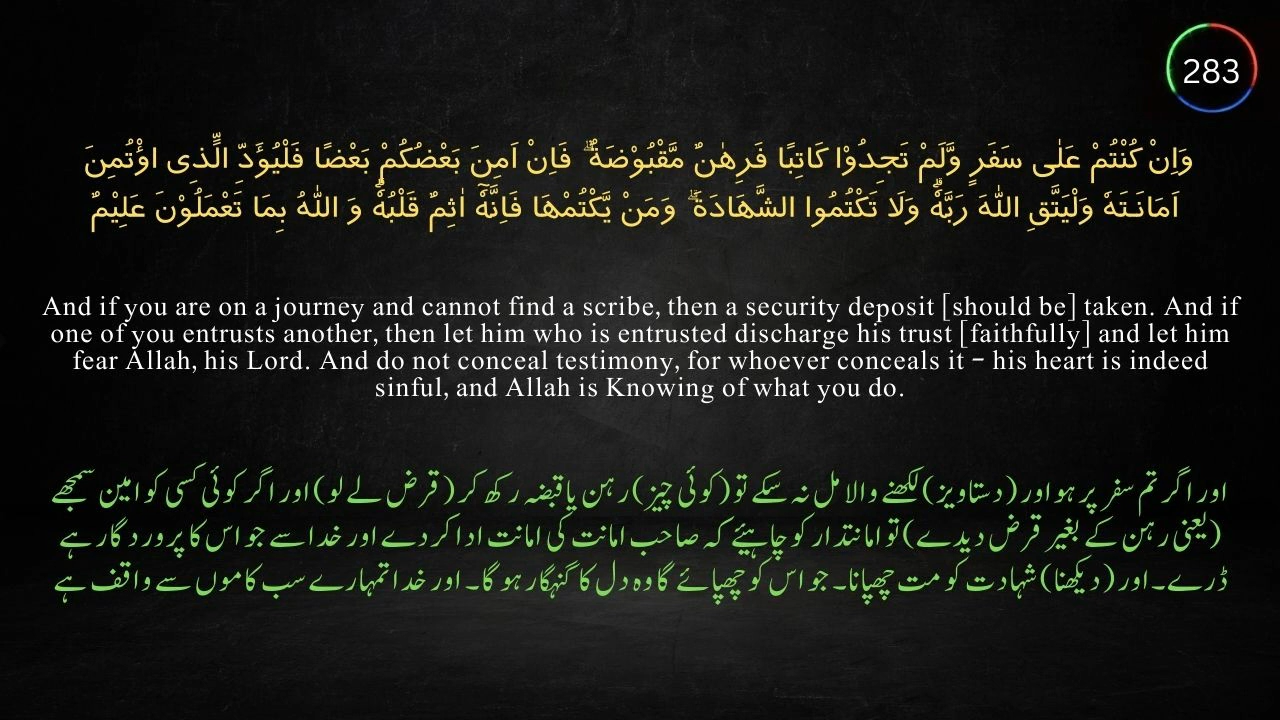 283
وَاِنْ كُنْتُمْ عَلٰى سَفَرٍ وَّلَمْ تَجِدُوْا كَاتِبًا فَرِهٰنٌ مَّقْبُوْضَةٌ ؕ فَاِنْ اَمِنَ بَعْضُكُمْ بَعْضًا فَلْيُؤَدِّ الَّذِى اؤْتُمِنَ
اَمَانَـتَهٗ وَلْيَتَّقِ اللّٰهَ رَبَّهٗ ؕ وَلَا تَكْتُمُوا الشَّهَادَةَ ؕ وَمَنْ يَّكْتُمْهَا فَاِنَّهٗۤ اٰثِمٌ قَلْبُهٗ ؕ وَ اللّٰهُ بِمَا تَعْمَلُوْنَ عَلِيْمٌ
And if you are on a journey and cannot find a scribe, then a security deposit [should be] taken. And if
one of you entrusts another, then let him who is entrusted discharge his trust [faithfully] and let him
fear Allah, his Lord. And do not conceal testimony, for whoever conceals it – his heart is indeed
sinful, and Allah is Knowing of what you do.
اور اگر تم سفر پر ہو اور (دستاویز) لکھنے والا مل نہ سکے تو (کوئی چیز) رہن یا قبضہ رکھ کر (قرض لے لو) اور اگر کوئی کسی کو امین سمجھے
(یعنی رہن کے بغیر قرض دیدے) تو امانتدار کو چاہیئے کہ صاحب امانت کی امانت ادا کردے اور خدا سے جو اس کا پروردگار ہے
ڈرے۔اور (دیکھنا) شہادت کو مت چھپانا۔ جو اس کو چھپائے گا وہ دل کا گنہگار ہو گا۔ اور خدا تمہارے سب کاموں سے واقف ہے